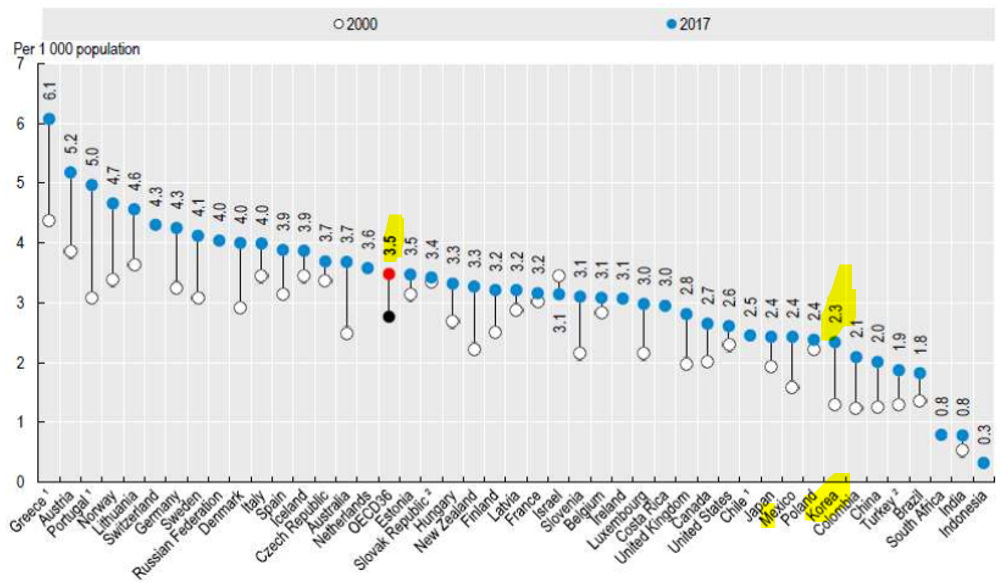 2000
2017
Per 1 000 population
7
6
5
4
3
2
1
0
6.1
5.2
5.0
4.7
4.6
4.3
4.3
4.1
4.0
4.0
4.0
3.9
3.9
3.7
3.7
3.6
3.5
3.5
3.4
3.3
3.3
3.2
3.2
3.2
3.1
3.1
3.1
3.1
3.0
3.0
2.8
2.7
2.6
2.5
2.4
2.4
2.4
2.3
2.1
2.0
1.9
1.8
0.8
0.8
0.3
Greece ¹
Austria
Portugal ¹
Norway
Lithuania
Switzerland
Germany
Sweden
Russian Federation
Denmark
Italy
Spain
Iceland
Czech Republic
Australia
Netherlands
OECD36
Estonia
Slovak Republic ²
Hungary
New Zealand
Finland
Latvia
France
Israel
Slovenia
Belgium
Ireland
Luxembourg
Costa Rica
United Kingdom
Canada
United States
Chile ¹
Japan
Mexico
Poland
Korea
Colombia
China
Turkey ²
Brazil
South Africa
India
Indonesia